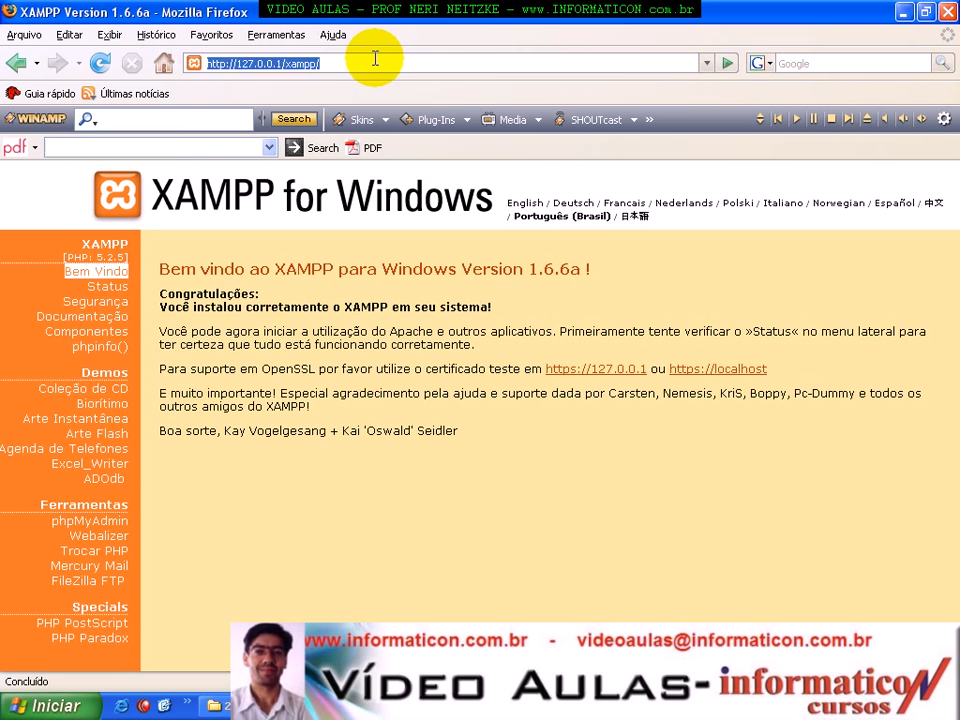 XAMPP Version 1.6.6a - Mozilla Firefox
VIDEO AULAS - PROF NERI NEITZKE - www.INFORMATICON.com.br
Arquivo Editar Exibir Histórico Favoritos Ferramentas Ajuda
http://127.0.0.1/xampp/
G Google
Guia rápido Últimas notícias
WINAMP Search Skins Plug-Ins Media SHOUTcast »
pdf Search PDF
XAMPP for Windows
English / Deutsch / Francais / Nederlands / Polski / Italiano / Norwegian / Español / 中文
/ Português (Brasil) / 日本語
XAMPP
[PHP: 5.2.5]
Bem Vindo
Status
Segurança
Documentação
Componentes
phpinfo()
Demos
Coleção de CD
Biorítimo
Arte Instantânea
Arte Flash
Agenda de Telefones
Excel_Writer
ADOdb
Ferramentas
phpMyAdmin
Webalizer
Trocar PHP
Mercury Mail
FileZilla FTP
Specials
PHP PostScript
PHP Paradox
Bem vindo ao XAMPP para Windows Version 1.6.6a !
Congratulações:
Você instalou corretamente o XAMPP em seu sistema!
Você pode agora iniciar a utilização do Apache e outros aplicativos. Primeiramente tente verificar o »Status« no menu lateral para
ter certeza que tudo está funcionando corretamente.
Para suporte em OpenSSL por favor utilize o certificado teste em https://127.0.0.1 ou https://localhost
E muito importante! Especial agradecimento pela ajuda e suporte dada por Carsten, Nemesis, KriS, Boppy, Pc-Dummy e todos os
outros amigos do XAMPP!
Boa sorte, Kay Vogelgesang + Kai 'Oswald' Seidler
www.informaticon.com.br - videoaulas@informaticon.com.br
VÍDEO AULAS- informaticon
cursos
Concluído
Iniciar » 2